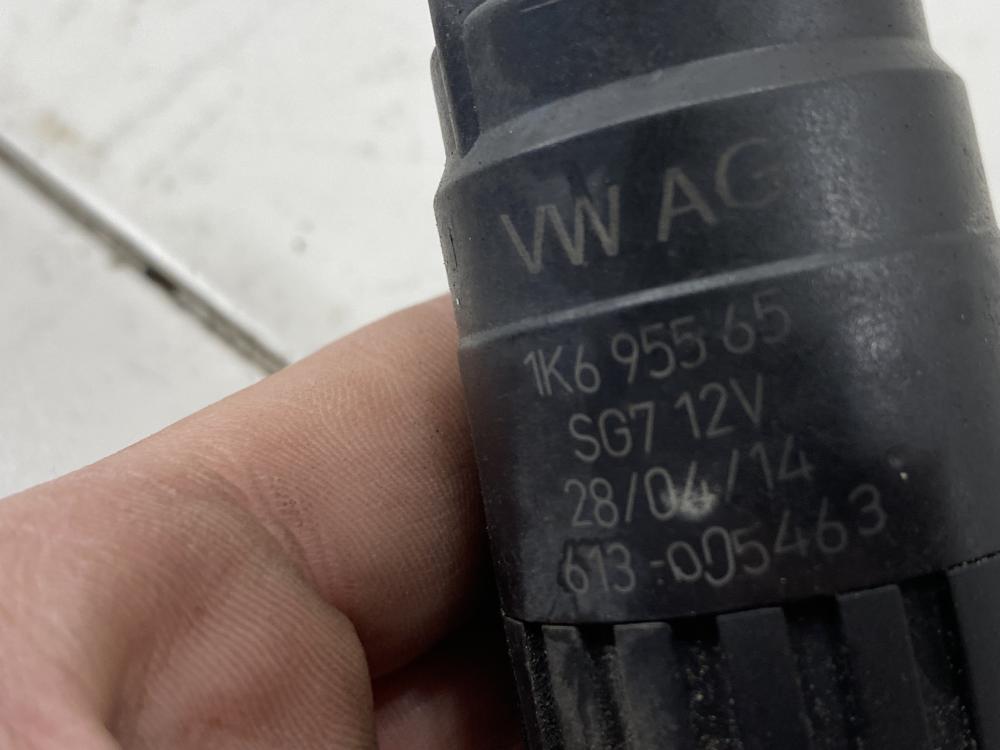 VW AG
1K6 955 65
SG7 12V
28/04/14
613-005463